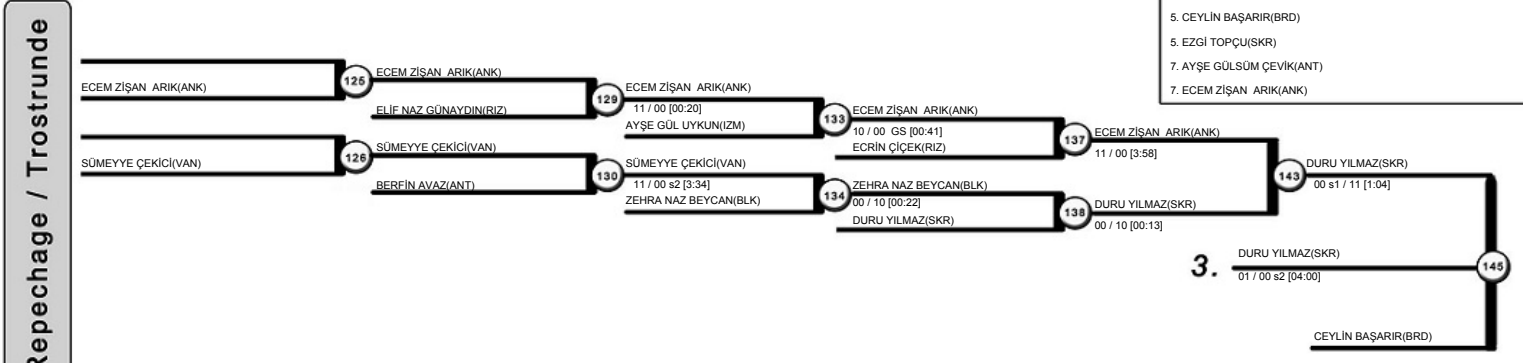 Repechage / Trostrunde
5. CEYLİN BAŞARIR(BRD)
5. EZGİ TOPÇU(SKR)
7. AYŞE GÜLSÜM ÇEVİK(ANT)
7. ECEM ZİŞAN ARIK(ANK)
ECEM ZİŞAN ARIK(ANK)
SÜMEYYE ÇEKİCİ(VAN)
125
126
ECEM ZİŞAN ARIK(ANK)
ELİF NAZ GÜNAYDIN(RIZ)
SÜMEYYE ÇEKİCİ(VAN)
BERFİN AVAZ(ANT)
129
130
ECEM ZİŞAN ARIK(ANK)
11 / 00 [00:20]
AYŞE GÜL UYKUN(IZM)
SÜMEYYE ÇEKİCİ(VAN)
11 / 00 s2 [3:34]
ZEHRA NAZ BEYCAN(BLK)
133
134
ECEM ZİŞAN ARIK(ANK)
10 / 00 GS [00:41]
ECRİN ÇİÇEK(RIZ)
ZEHRA NAZ BEYCAN(BLK)
00 / 10 [00:22]
DURU YILMAZ(SKR)
137
138
ECEM ZİŞAN ARIK(ANK)
11 / 00 [3:58]
DURU YILMAZ(SKR)
00 / 10 [00:13]
143
DURU YILMAZ(SKR)
00 s1 / 11 [1:04]
3.
DURU YILMAZ(SKR)
01 / 00 s2 [04:00]
145
CEYLİN BAŞARIR(BRD)